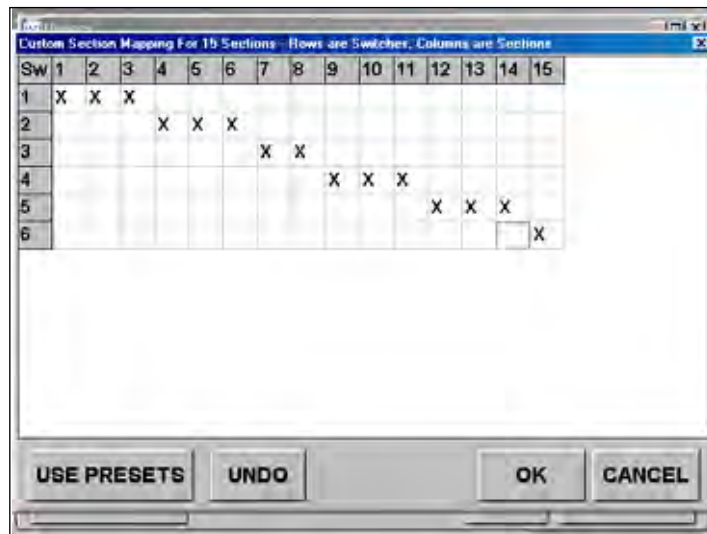 Custom Section Mapping For 15 Sections - Rows are Switches, Columns are Sections
Sw 1 2 3 4 5 6 7 8 9 10 11 12 13 14 15
1 X X X
2 X X X
3 X X
4 X X X
5 X X X
6 X
USE PRESETS UNDO OK CANCEL